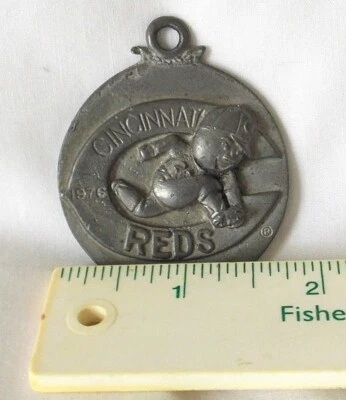 CINCINNATI
1976
REDS
®
1 2
Fishe